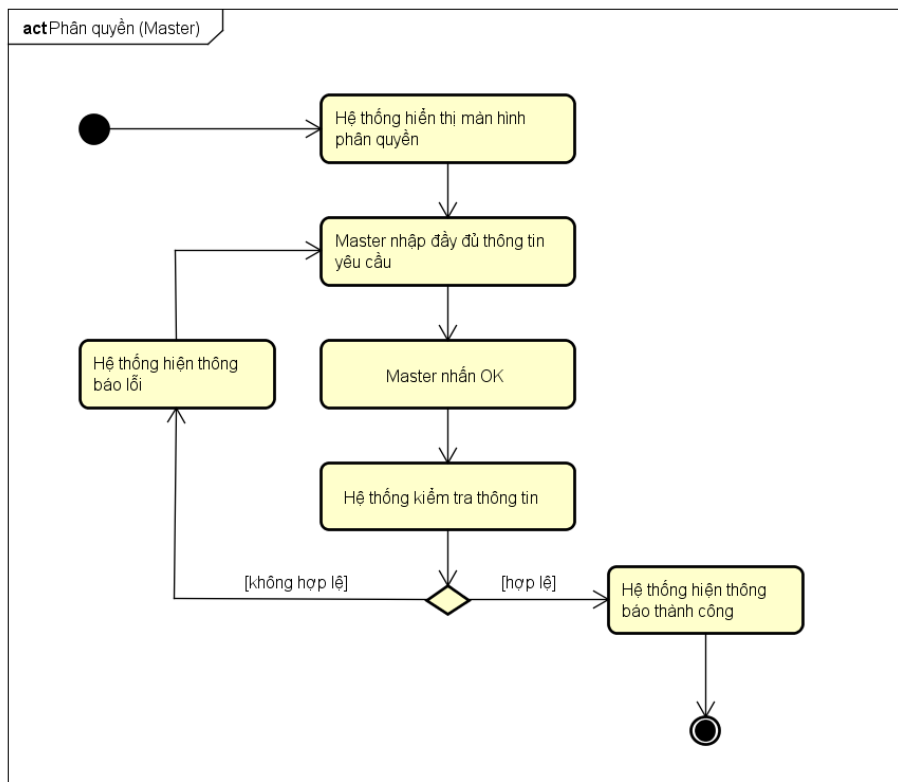 act Phân quyền (Master)
Hệ thống hiển thị màn hình
phân quyền
Master nhập đầy đủ thông tin
yêu cầu
Hệ thống hiện thông
báo lỗi
Master nhấn OK
Hệ thống kiểm tra thông tin
[không hợp lệ]
[hợp lệ]
Hệ thống hiện thông
báo thành công